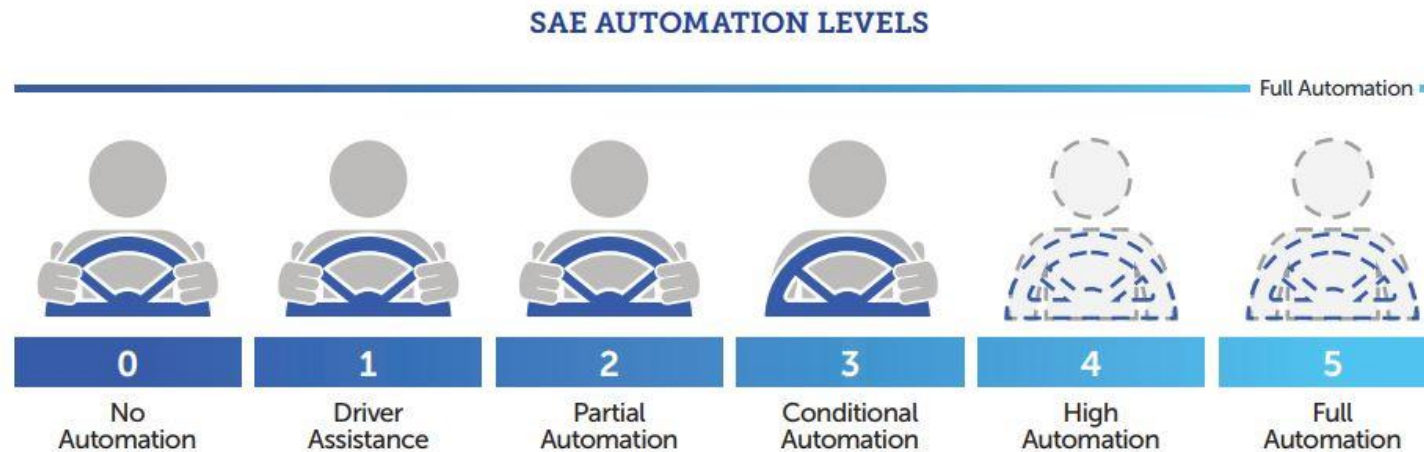 SAE AUTOMATION LEVELS
Full Automation
0
1
2
3
4
5
No
Automation
Driver
Assistance
Partial
Automation
Conditional
Automation
High
Automation
Full
Automation